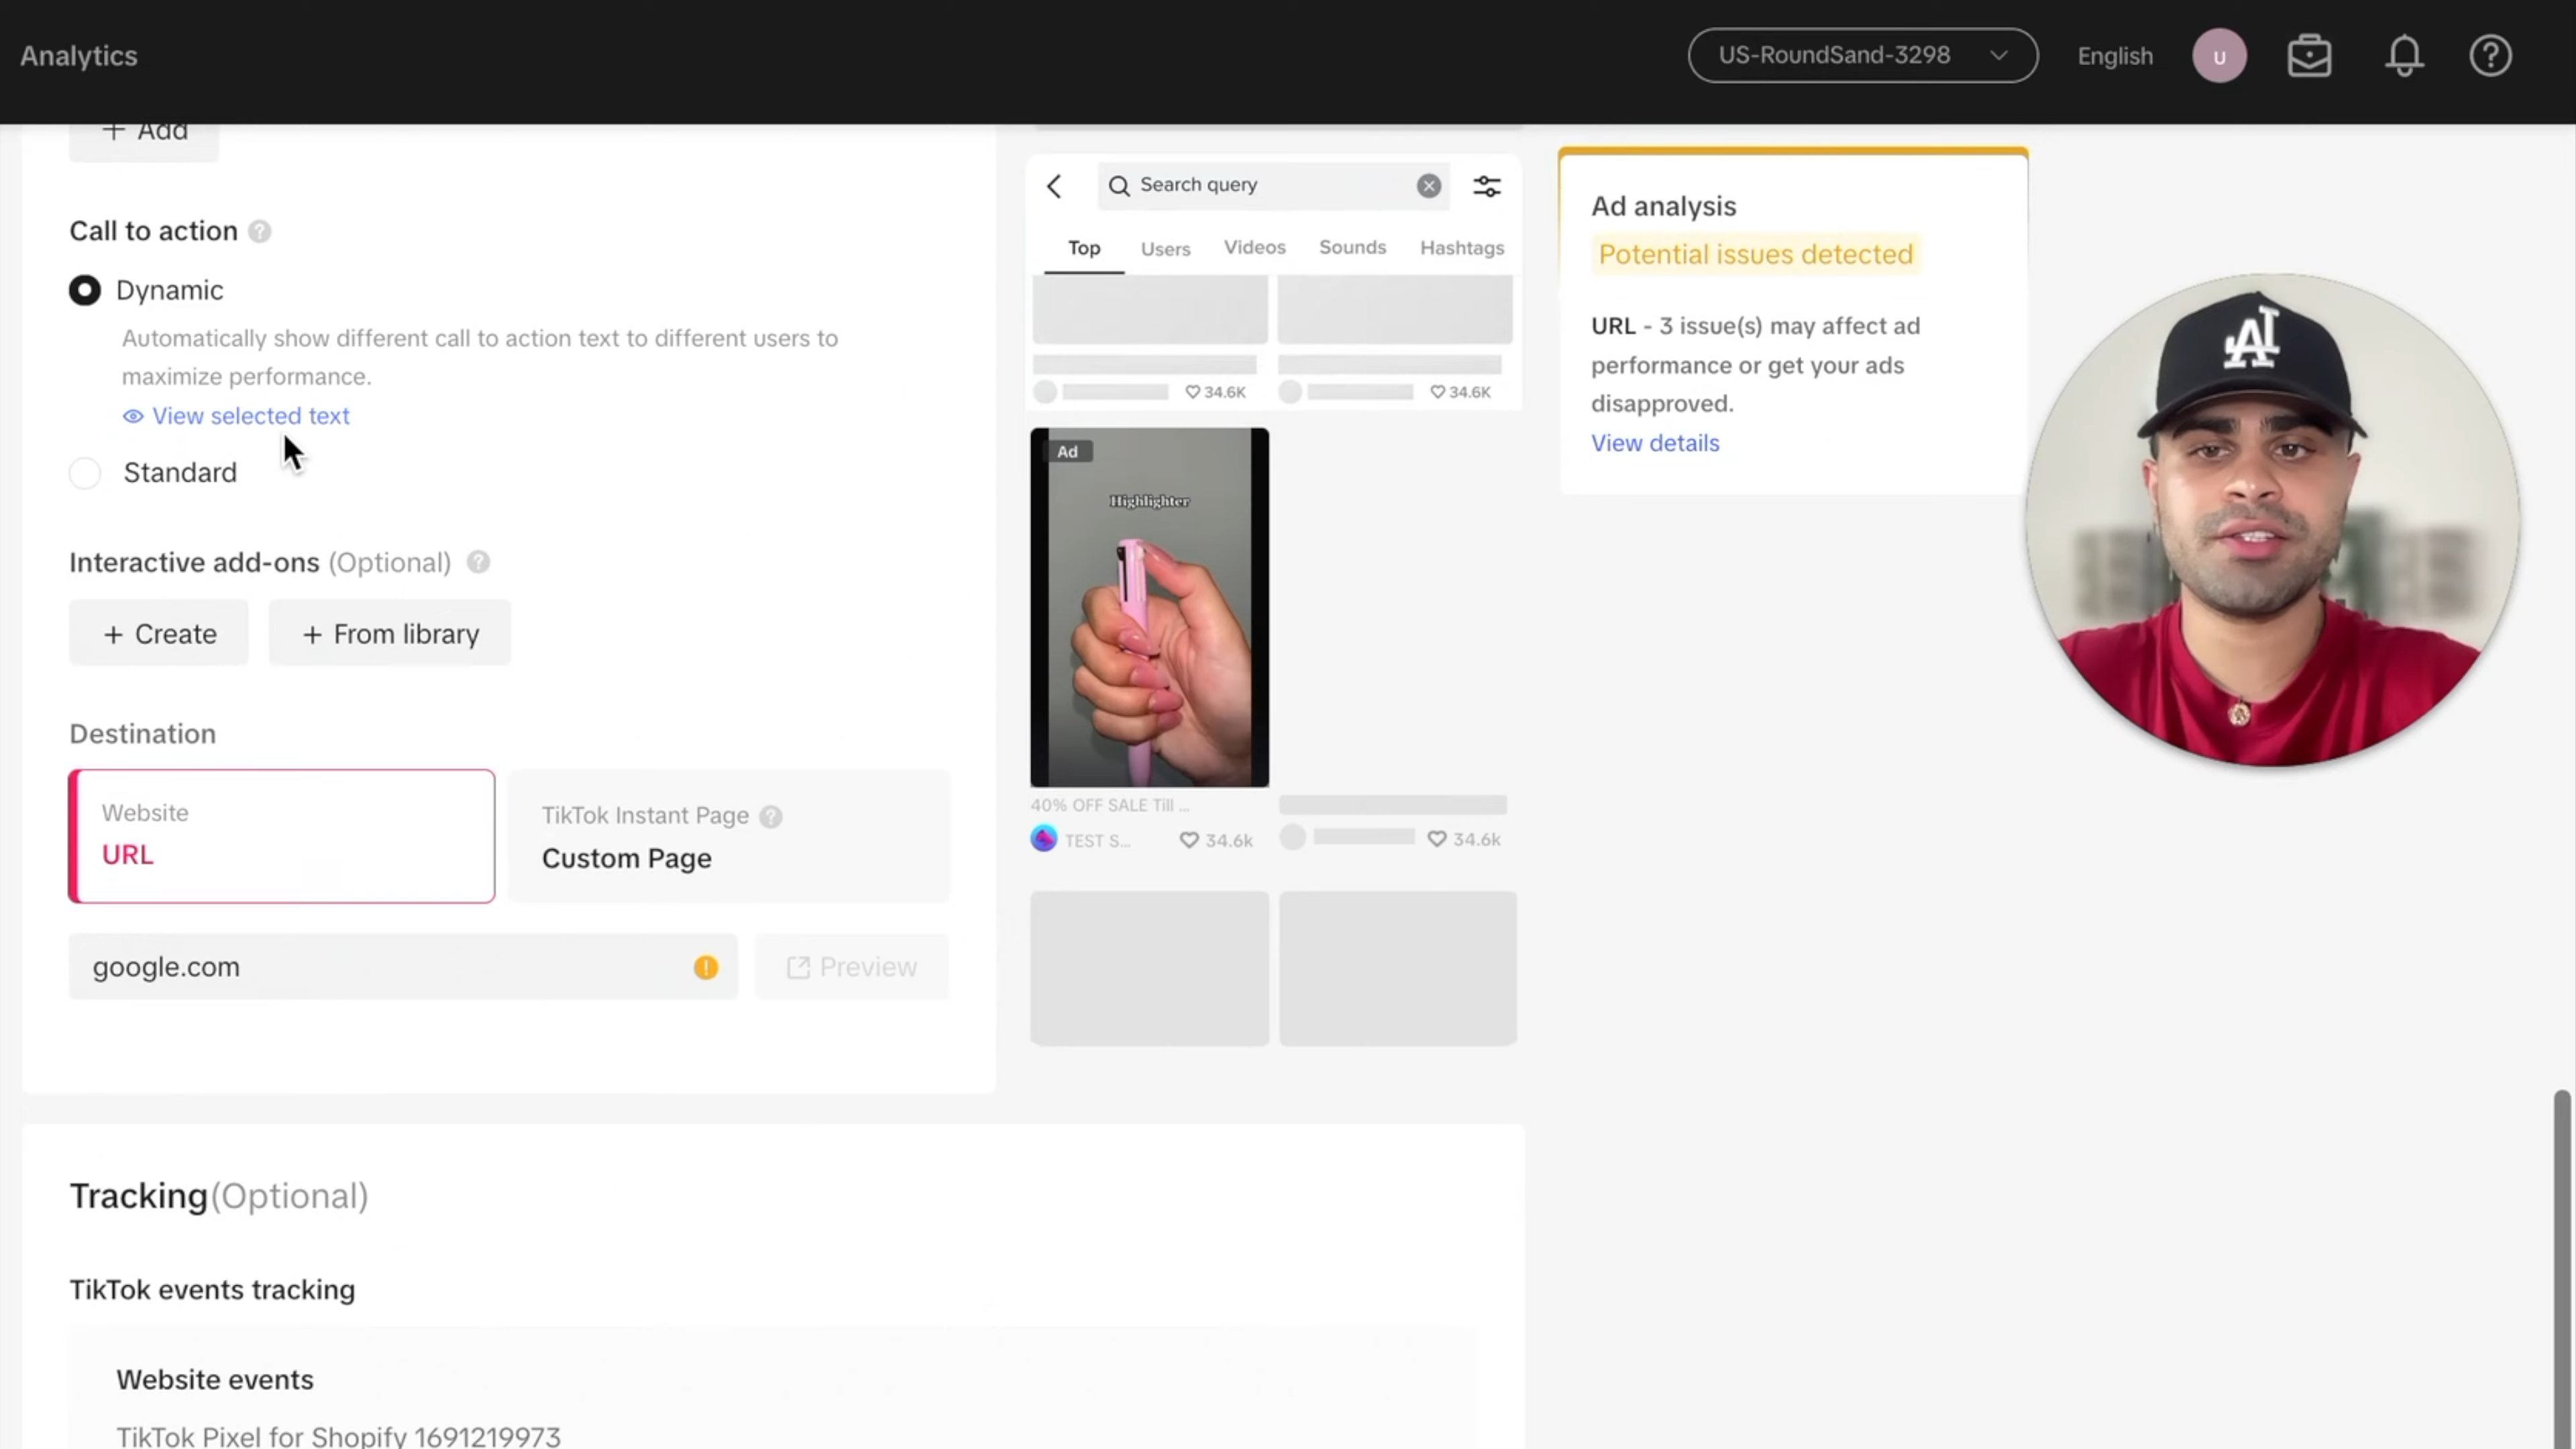 Analytics
US-RoundSand-3298
English
U
+ Add
Call to action ?
Dynamic
Automatically show different call to action text to different users to
maximize performance.
View selected text
Standard
Interactive add-ons (Optional) ?
+ Create
+ From library
Destination
Website
URL
TikTok Instant Page ?
Custom Page
google.com
!
Preview
Tracking(Optional)
TikTok events tracking
Website events
TikTok Pixel for Shopify 1691219973
Search query
Top
Users
Videos
Sounds
Hashtags
34.6K
34.6K
Ad
Highlighter
40% OFF SALE Till ...
TEST S...
34.6k
34.6k
Ad analysis
Potential issues detected
URL - 3 issue(s) may affect ad
performance or get your ads
disapproved.
View details